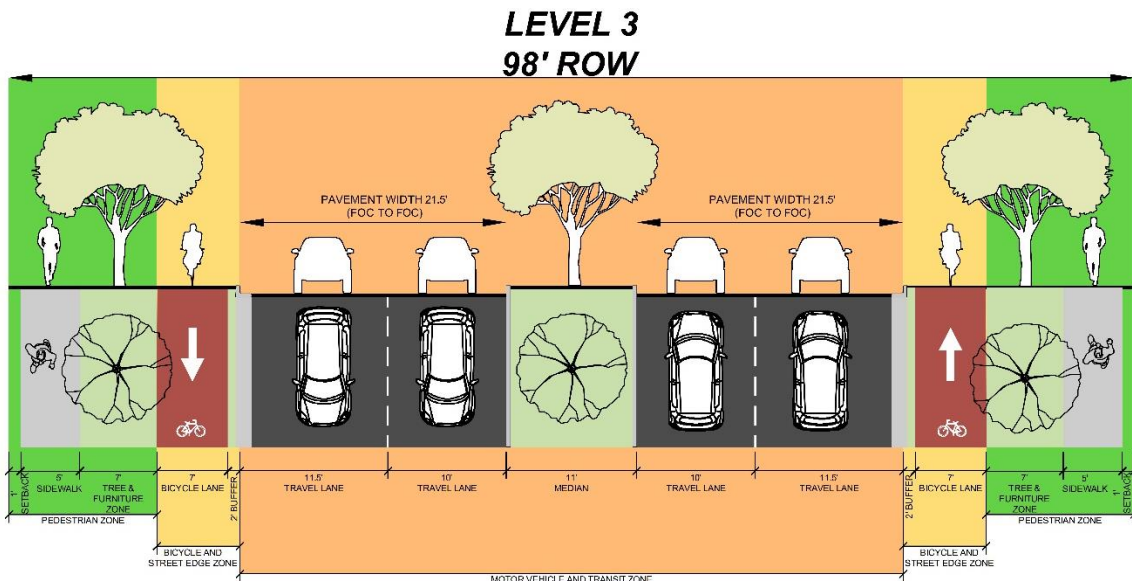 LEVEL 3
98' ROW
PAVEMENT WIDTH 21.5'
(FOC TO FOC)
PAVEMENT WIDTH 21.5'
(FOC TO FOC)
1'
SETBACK
5'
SIDEWALK
7'
TREE &
FURNITURE
ZONE
7'
BICYCLE LANE
2' BUFFER
11.5'
TRAVEL LANE
10'
TRAVEL LANE
11'
MEDIAN
10'
TRAVEL LANE
11.5'
TRAVEL LANE
2' BUFFER
7'
BICYCLE LANE
7'
TREE &
FURNITURE
ZONE
5'
SIDEWALK
1'
SETBACK
PEDESTRIAN ZONE
PEDESTRIAN ZONE
BICYCLE AND
STREET EDGE ZONE
BICYCLE AND
STREET EDGE ZONE
MOTOR VEHICLE AND TRANSIT ZONE